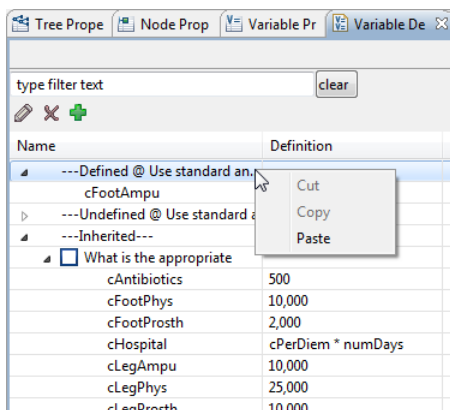 Tree Prope Node Prop Variable Pr Variable De
type filter text clear
Name Definition
---Defined @ Use standard an...
Cut
cFootAmpu
Copy
---Undefined @ Use standard a
---Inherited---
Paste
What is the appropriate
cAntibiotics 500
cFootPhys 10,000
cFootProsth 2,000
cHospital cPerDiem * numDays
cLegAmpu 10,000
cLegPhys 25,000
cLegProsth 10,000